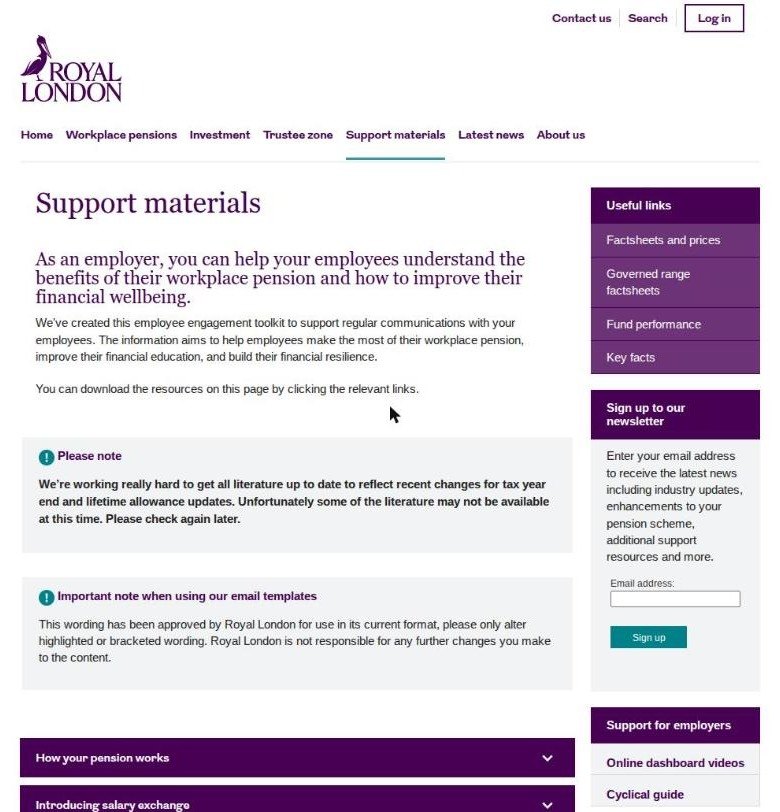 Contact us
Search
Log in
ROYAL
LONDON
Home
Workplace pensions
Investment
Trustee zone
Support materials
Latest news
About us
Support materials
As an employer, you can help your employees understand the
benefits of their workplace pension and how to improve their
financial wellbeing.
We've created this employee engagement toolkit to support regular communications with your
employees. The information aims to help employees make the most of their workplace pension,
improve their financial education, and build their financial resilience.
You can download the resources on this page by clicking the relevant links.
! Please note
We're working really hard to get all literature up to date to reflect recent changes for tax year
end and lifetime allowance updates. Unfortunately some of the literature may not be available
at this time. Please check again later.
! Important note when using our email templates
This wording has been approved by Royal London for use in its current format, please only alter
highlighted or bracketed wording. Royal London is not responsible for any further changes you make
to the content.
How your pension works
Introducing salary exchange
Useful links
Factsheets and prices
Governed range
factsheets
Fund performance
Key facts
Sign up to our
newsletter
Enter your email address
to receive the latest news
including industry updates,
enhancements to your
pension scheme,
additional support
resources and more.
Email address:
Sign up
Support for employers
Online dashboard videos
Cyclical guide